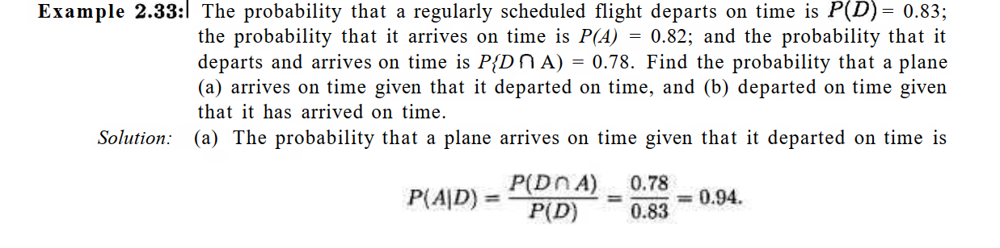 Example 2.33:| The probability that a regularly scheduled flight departs on time is P(D) = 0.83;
the probability that it arrives on time is P(A) = 0.82; and the probability that it
departs and arrives on time is P{D ∩ A) = 0.78. Find the probability that a plane
(a) arrives on time given that it departed on time, and (b) departed on time given
that it has arrived on time.
Solution: (a) The probability that a plane arrives on time given that it departed on time is
P(A|D) = P(D ∩ A) / P(D) = 0.78 / 0.83 = 0.94.